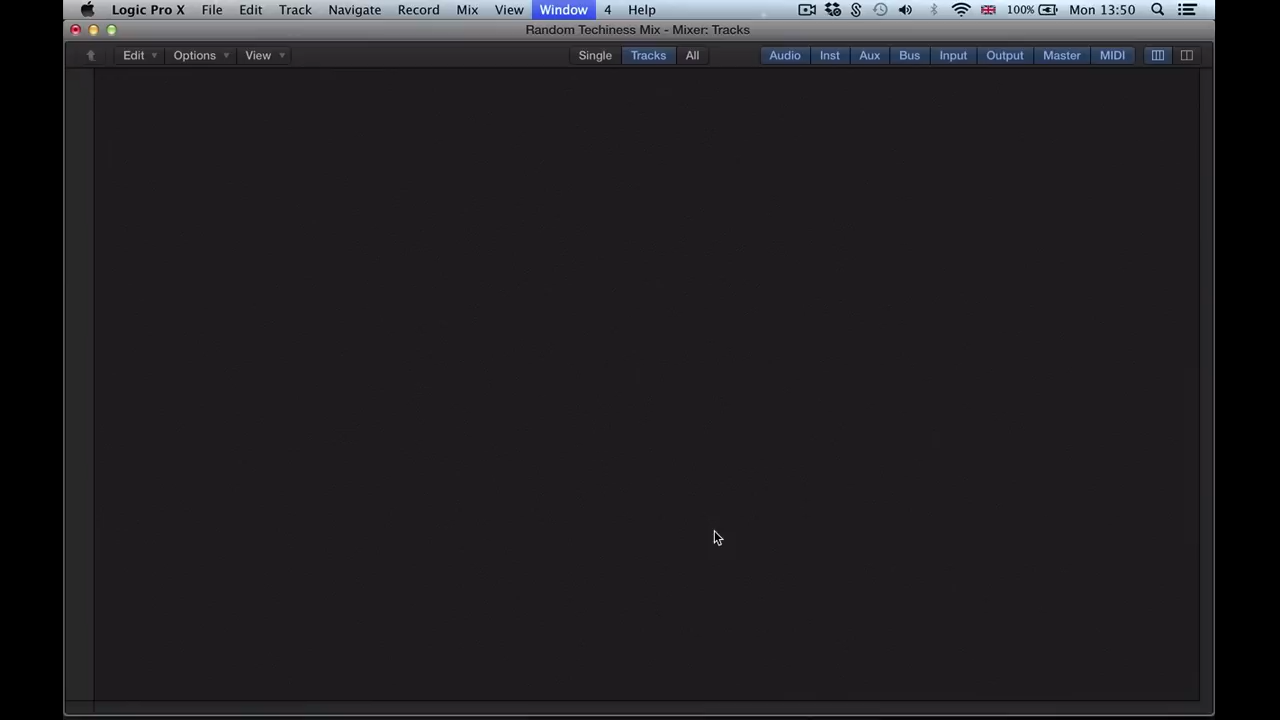 Logic Pro X File Edit Track Navigate Record Mix View Window 4 Help 100% Mon 13:50
Random Techiness Mix - Mixer: Tracks
Edit Options View Single Tracks All Audio Inst Aux Bus Input Output Master MIDI